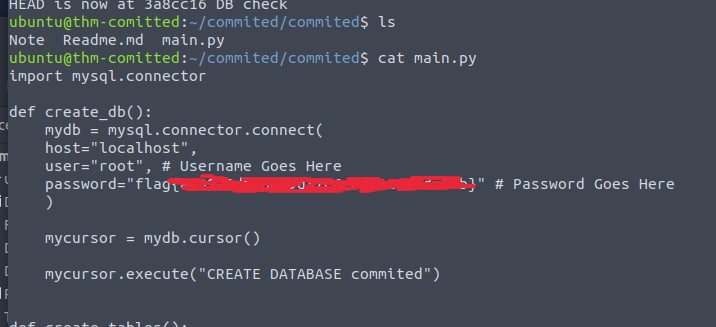 HEAD is now at 3a8cc16 DB check
ubuntu@thm-comitted:~/commited/commited$ ls
Note  Readme.md  main.py
ubuntu@thm-comitted:~/commited/commited$ cat main.py
import mysql.connector
def create_db():
    mydb = mysql.connector.connect(
    host="localhost",
    user="root", # Username Goes Here
    password="flag{ }" # Password Goes Here
    )
    mycursor = mydb.cursor()
    mycursor.execute("CREATE DATABASE commited")
def create_tables():